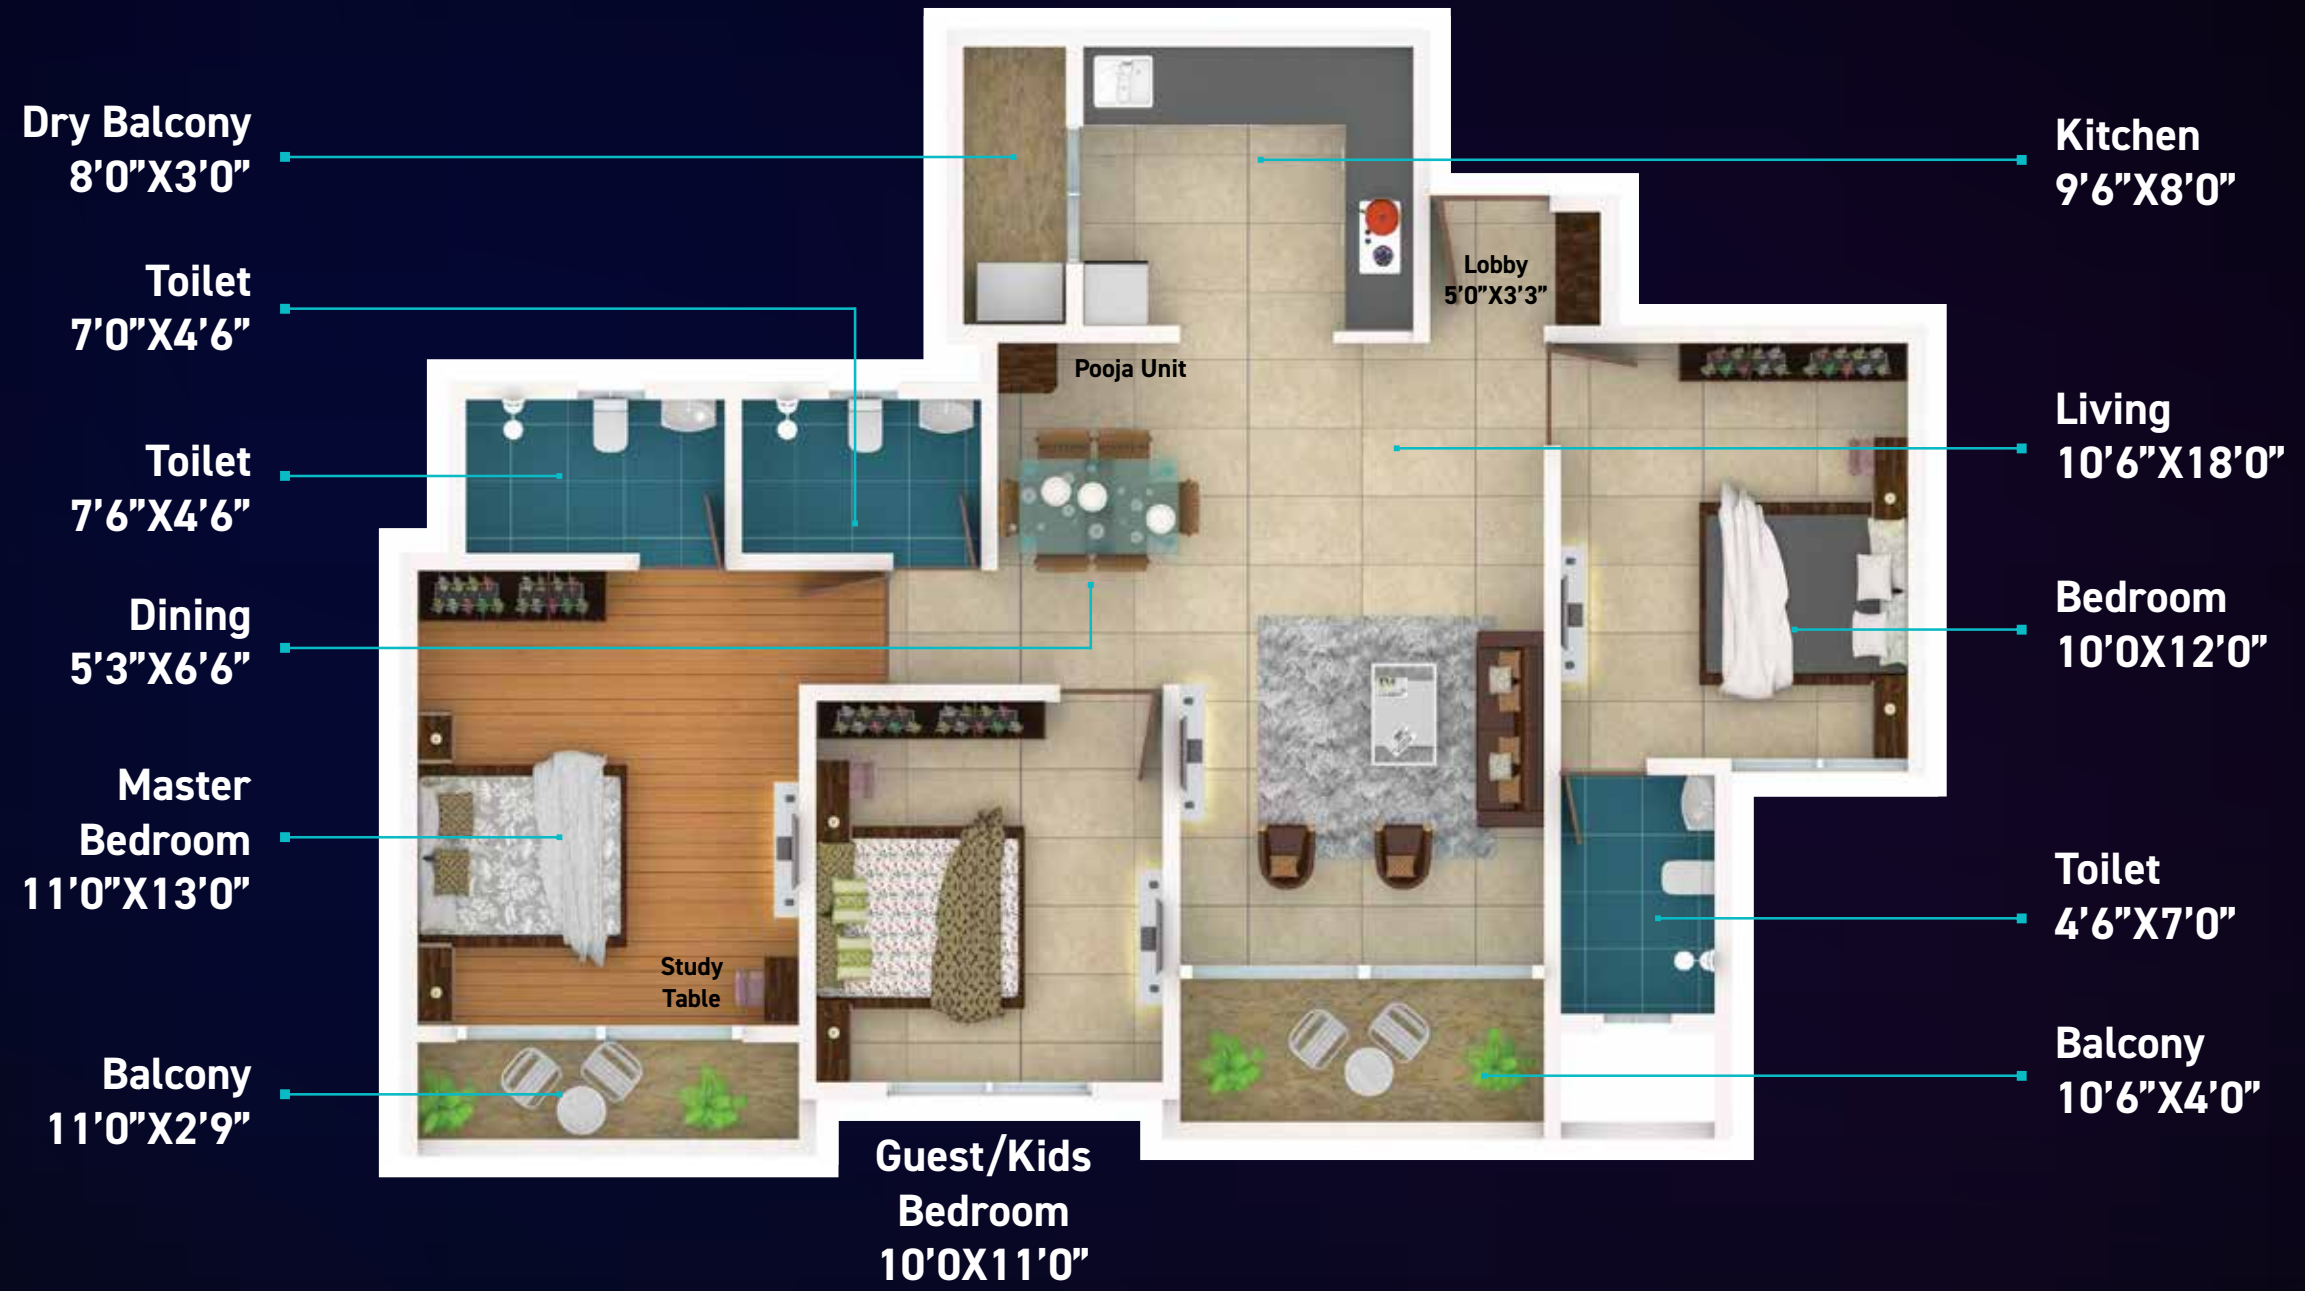 Dry Balcony
8’0”X3’0”
Toilet
7’0”X4’6”
Toilet
7’6”X4’6”
Dining
5’3”X6’6”
Master
Bedroom
11’0”X13’0”
Balcony
11’0”X2’9”
Lobby
5’0”X3’3”
Pooja Unit
Study
Table
Guest/Kids
Bedroom
10’0X11’0”
Kitchen
9’6”X8’0”
Living
10’6”X18’0”
Bedroom
10’0X12’0”
Toilet
4’6”X7’0”
Balcony
10’6”X4’0”